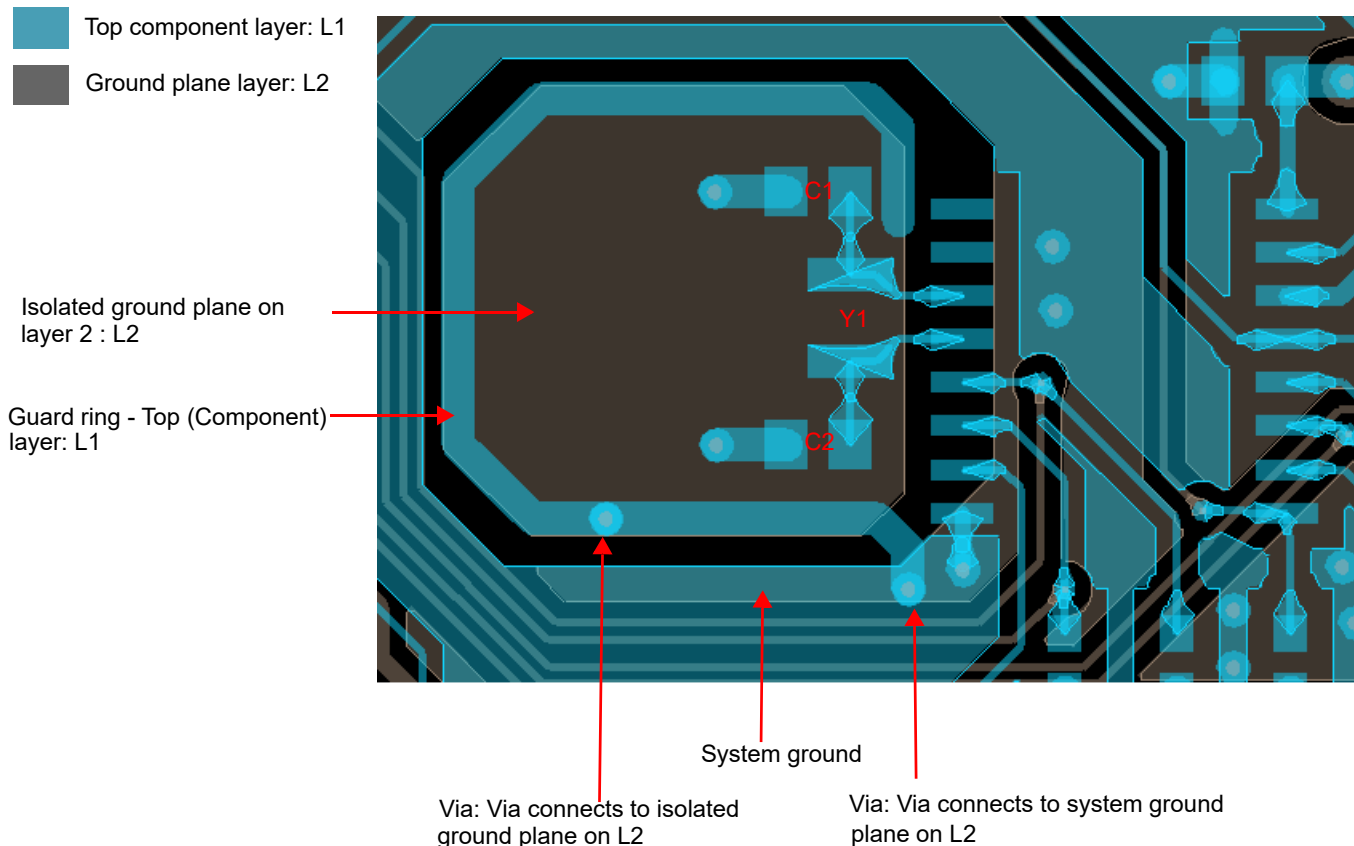 Top component layer: L1
Ground plane layer: L2
C1
Isolated ground plane on
layer 2 : L2
Y1
Guard ring - Top (Component)
layer: L1
C2
System ground
Via: Via connects to isolated
ground plane on L2
Via: Via connects to system ground
plane on L2